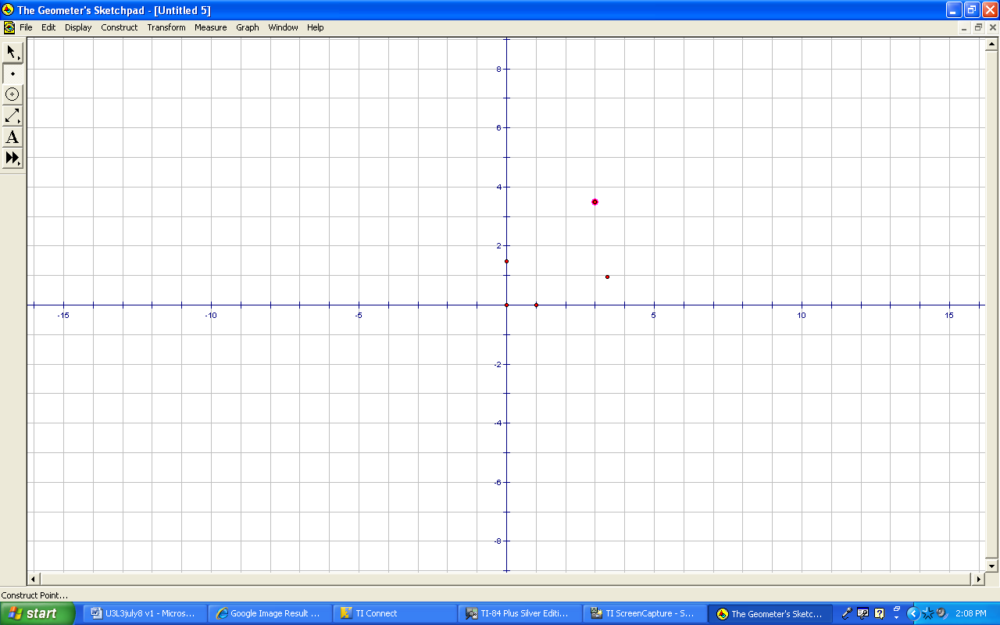 The Geometer's Sketchpad - [Untitled 5]
File Edit Display Construct Transform Measure Graph Window Help
A
8
6
4
2
-15 -10 -5 5 10 15
-2
-4
-6
-8
Construct Point...
start U3L3july8 v1 - Micros... Google Image Result ... TI Connect TI-84 Plus Silver Editi... TI ScreenCapture - S... The Geometer's Sketc... 2:08 PM